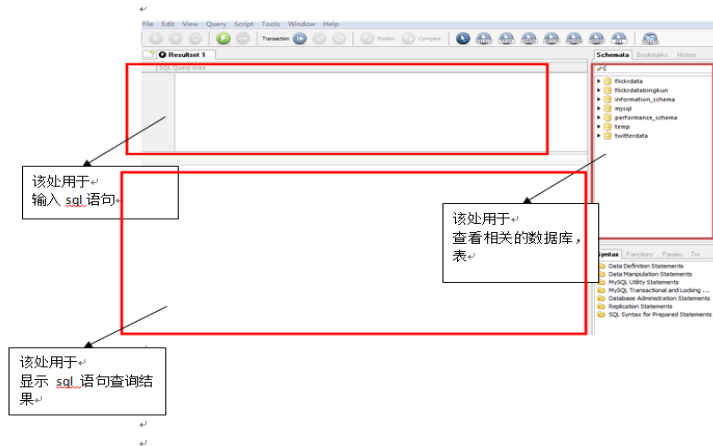 File Edit View Query Script Tools Window Help
Transaction Explain Compare
Resultset 1
SQL Query Area
Schemata Bookmarks History
flickrdata
flickrdatabingkun
information_schema
mysql
performance_schema
temp
twitterdata
该处用于
输入 sql 语句
该处用于
查看相关的数据库，
表
Syntax Functions Params Trx
Data Definition Statements
Data Manipulation Statements
MySQL Utility Statements
MySQL Transactional and Locking ...
Database Administration Statements
Replication Statements
SQL Syntax for Prepared Statements
该处用于
显示 sql 语句查询结
果